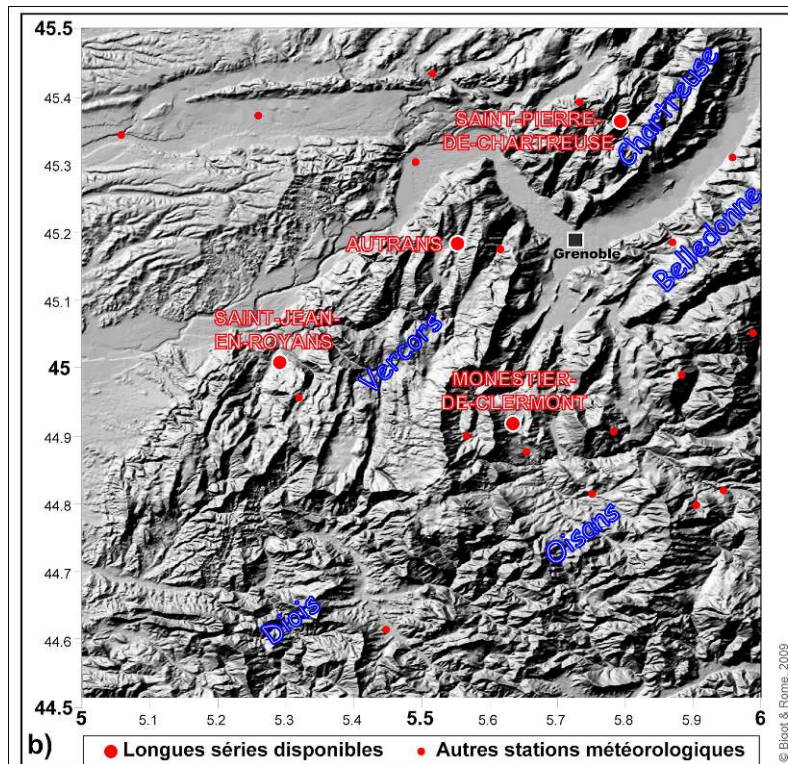 45.5
45.4
45.3
45.2
45.1
45
44.9
44.8
44.7
44.6
44.5
5
5.1
5.2
5.3
5.4
5.5
5.6
5.7
5.8
5.9
6
SAINT-PIERRE-
DE-CHARTREUSE
Chartreuse
AUTRANS
Grenoble
Belledonne
SAINT-JEAN-
EN-ROYANS
Vercors
MONESTIER-
DE-CLERMONT
Oisans
Diois
b)
Longues séries disponibles
Autres stations météorologiques
© Bigot & Rome, 2009